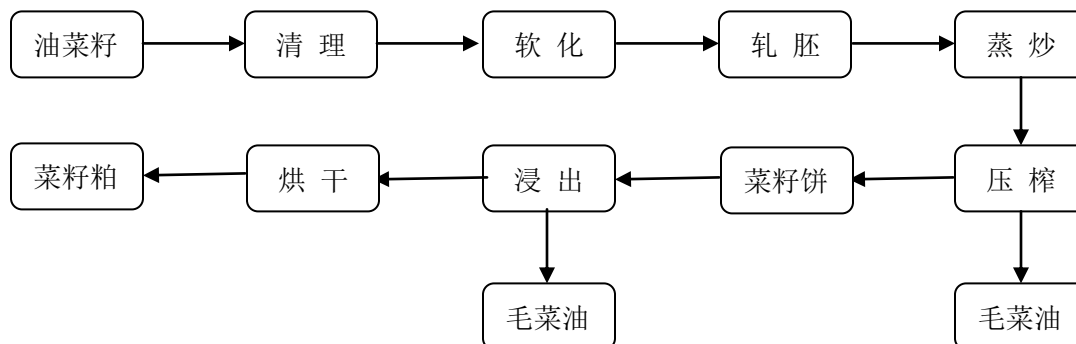 油菜籽
清 理
软 化
轧 胚
蒸 炒
菜籽粕
烘 干
浸 出
菜籽饼
压 榨
毛菜油
毛菜油